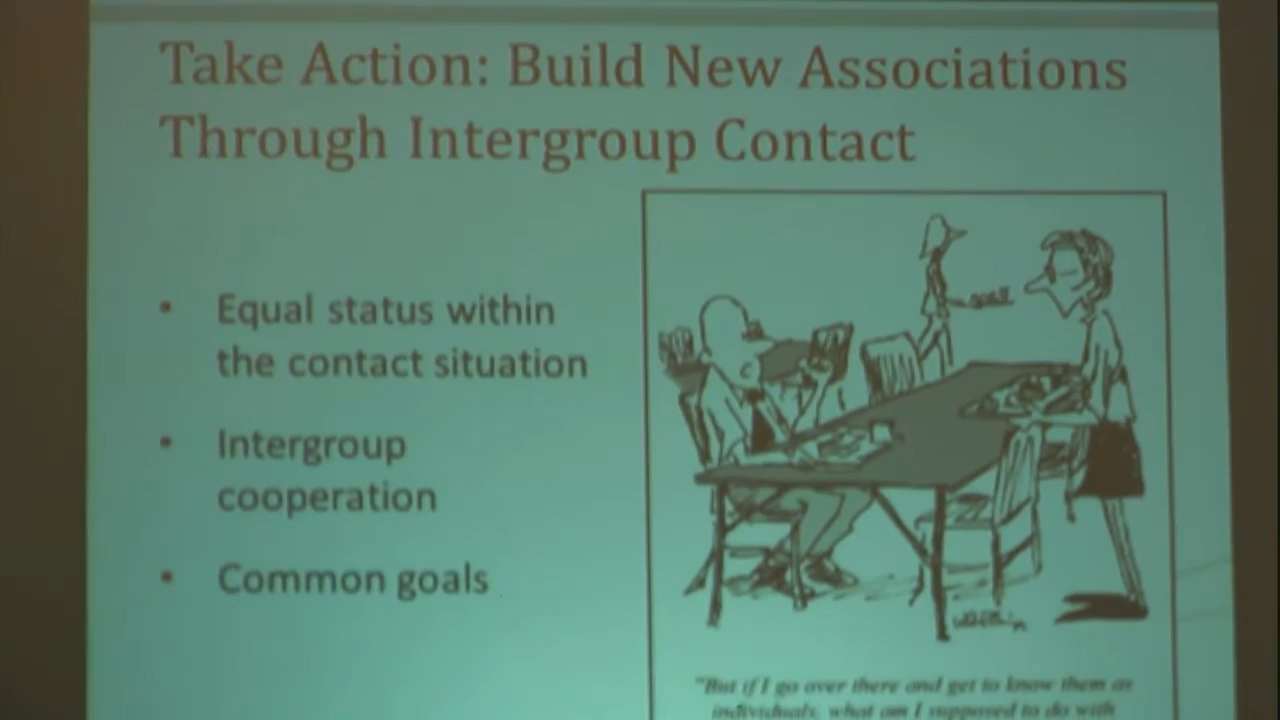 Take Action: Build New Associations
Through Intergroup Contact
• Equal status within
the contact situation
• Intergroup
cooperation
• Common goals
"But if I go over there and get to know them as
individuals, what am I supposed to do with